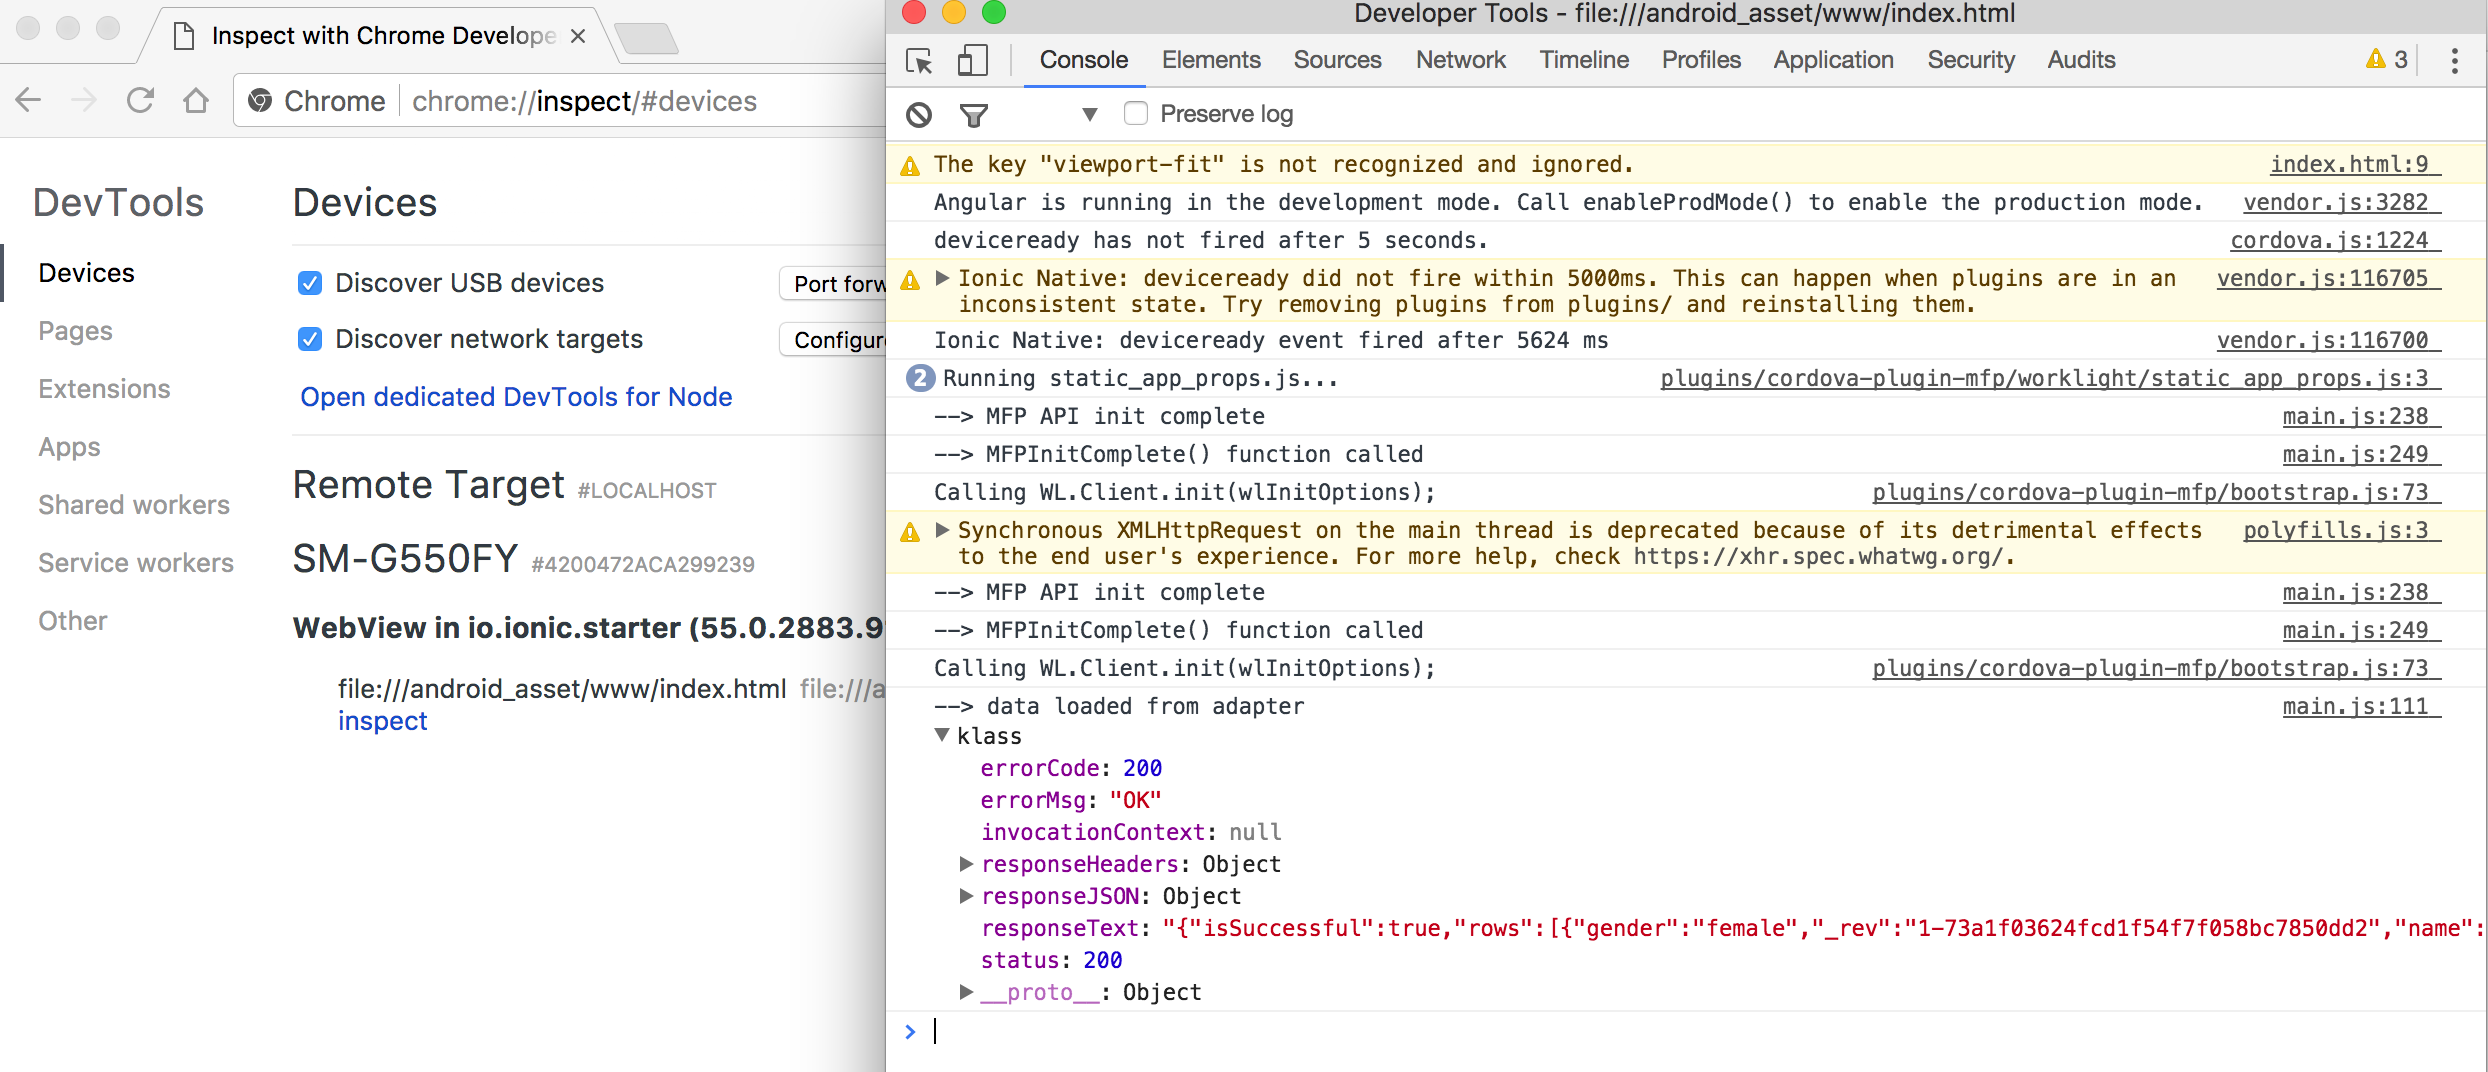 Inspect with Chrome Develope
Chrome
chrome://inspect/#devices
DevTools
Devices
Pages
Extensions
Apps
Shared workers
Service workers
Other
Devices
Discover USB devices
Port forw
Discover network targets
Configure
Open dedicated DevTools for Node
Remote Target #LOCALHOST
SM-G550FY #4200472ACA299239
WebView in io.ionic.starter (55.0.2883.9
file:///android_asset/www/index.html file:///a
inspect
Developer Tools - file:///android_asset/www/index.html
Console Elements Sources Network Timeline Profiles Application Security Audits 3
Preserve log
The key "viewport-fit" is not recognized and ignored. index.html:9
Angular is running in the development mode. Call enableProdMode() to enable the production mode. vendor.js:3282
deviceready has not fired after 5 seconds. cordova.js:1224
Ionic Native: deviceready did not fire within 5000ms. This can happen when plugins are in an vendor.js:116705
inconsistent state. Try removing plugins from plugins/ and reinstalling them.
Ionic Native: deviceready event fired after 5624 ms vendor.js:116700
2 Running static_app_props.js... plugins/cordova-plugin-mfp/worklight/static_app_props.js:3
--> MFP API init complete main.js:238
--> MFPInitComplete() function called main.js:249
Calling WL.Client.init(wlInitOptions); plugins/cordova-plugin-mfp/bootstrap.js:73
Synchronous XMLHttpRequest on the main thread is deprecated because of its detrimental effects polyfills.js:3
to the end user's experience. For more help, check https://xhr.spec.whatwg.org/.
--> MFP API init complete main.js:238
--> MFPInitComplete() function called main.js:249
Calling WL.Client.init(wlInitOptions); plugins/cordova-plugin-mfp/bootstrap.js:73
--> data loaded from adapter main.js:111
klass
errorCode: 200
errorMsg: "OK"
invocationContext: null
responseHeaders: Object
responseJSON: Object
responseText: "{"isSuccessful":true,"rows":[{"gender":"female","_rev":"1-73a1f03624fcd1f54f7f058bc7850dd2","name":
status: 200
__proto__: Object